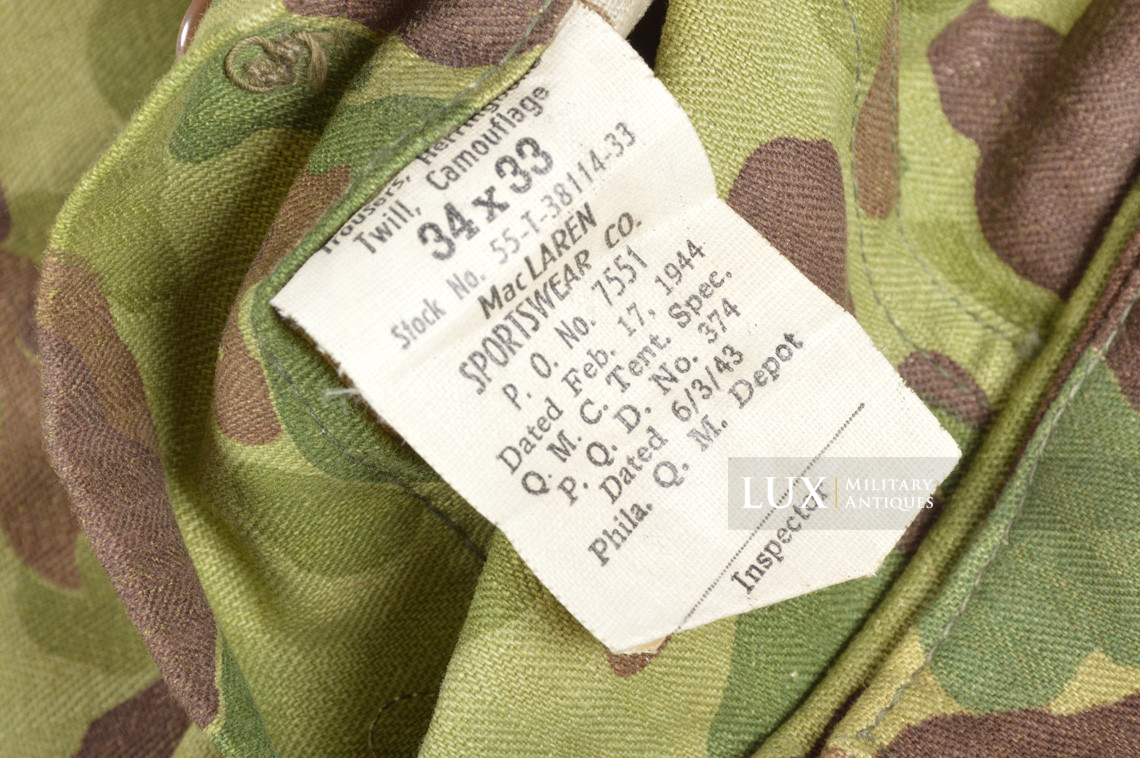 Trousers, Herringbone
Twill, Camouflage
34 x 33
Stock No. 55-T-38114-33
MacLAREN
SPORTSWEAR CO.
P. O. No. 7551
Dated Feb. 17, 1944
Q. M. C. Tent. Spec.
P. Q. D. No. 374
Dated 6/3/43
Phila. Q. M. Depot
Inspector
LUX MILITARY
ANTIQUES